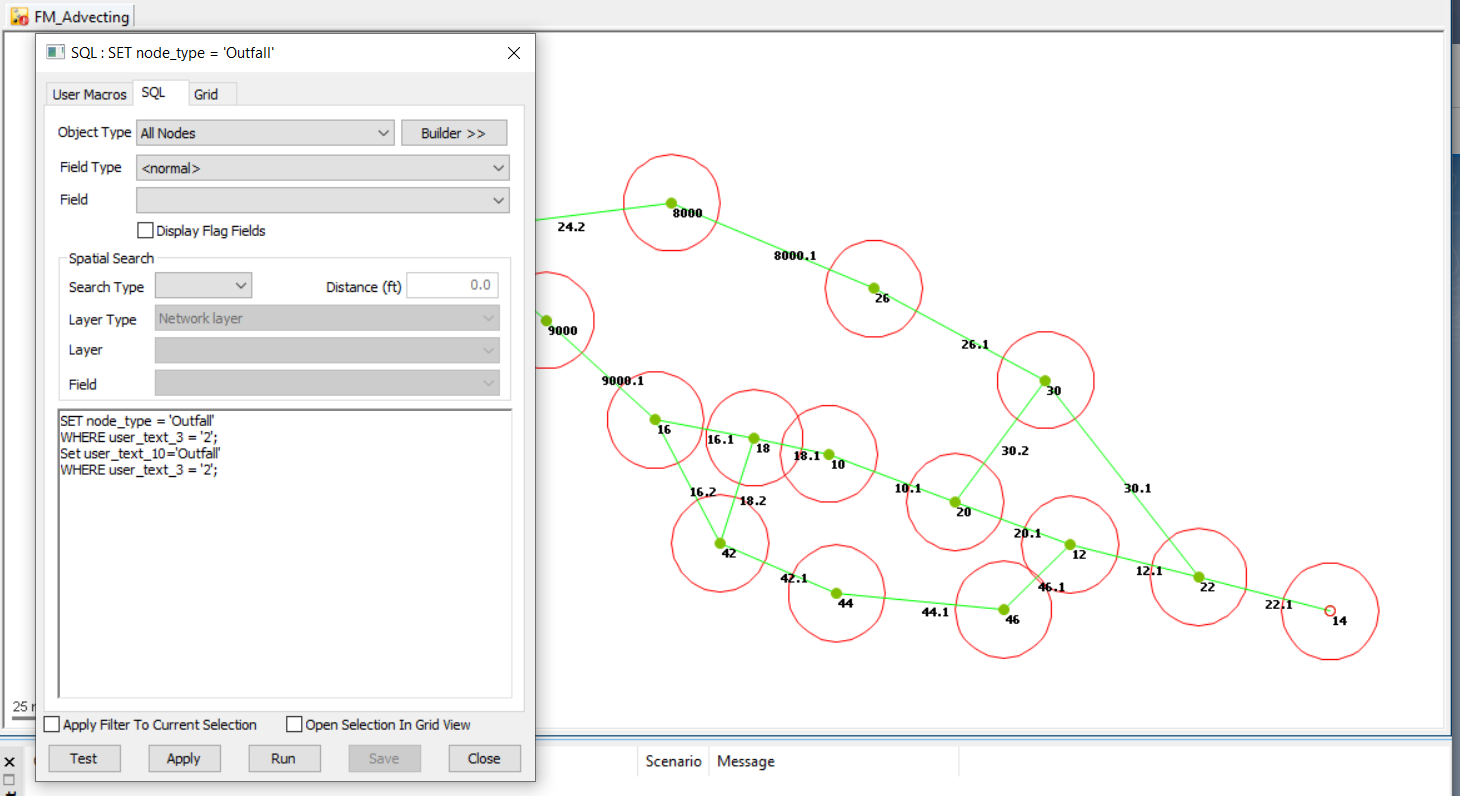 FM_Advecting
SQL : SET node_type = 'Outfall'
User Macros SQL Grid
Object Type All Nodes Builder >>
Field Type <normal>
Field
Display Flag Fields
Spatial Search
Search Type Distance (ft) 0.0
Layer Type Network layer
Layer
Field
SET node_type = 'Outfall'
WHERE user_text_3 = '2';
Set user_text_10='Outfall'
WHERE user_text_3 = '2';
Apply Filter To Current Selection Open Selection In Grid View
Test Apply Run Save Close
25
24.2
8000
8000.1
26
9000
26.1
9000.1
30
16
16.1
18
18.1
10
30.2
16.2
18.2
10.1
30.1
20
20.1
42
12
42.1
12.1
46.1
22
44
44.1
46
22.1
14
Scenario Message